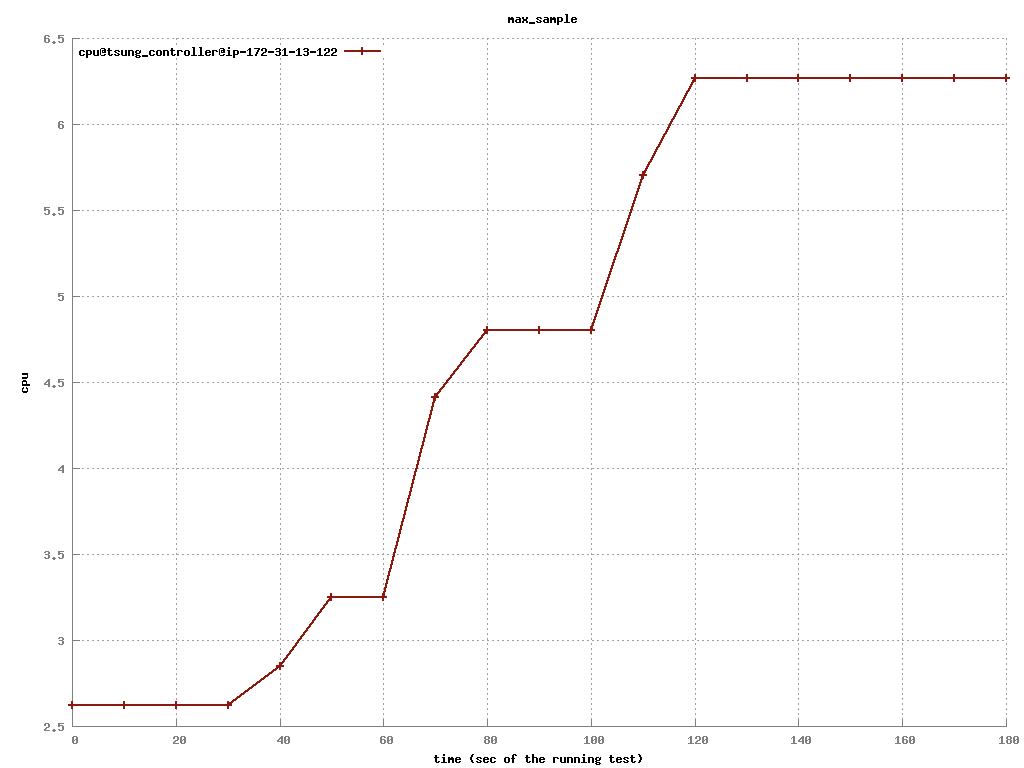 max_sample
cpu@tsung_controller@ip-172-31-13-122
6.5
6
5.5
5
4.5
4
3.5
3
2.5
cpu
0 20 40 60 80 100 120 140 160 180
time (sec of the running test)